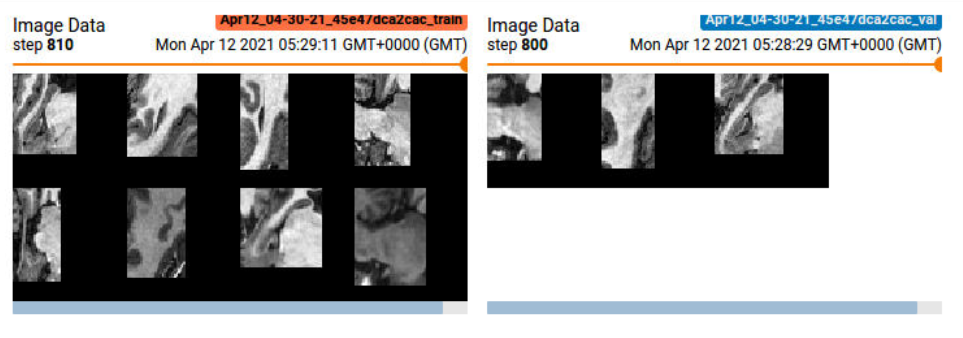 Image Data
Apr12_04-30-21_45e47dca2cac_train
step 810
Mon Apr 12 2021 05:29:11 GMT+0000 (GMT)
Image Data
Apr12_04-30-21_45e47dca2cac_val
step 800
Mon Apr 12 2021 05:28:29 GMT+0000 (GMT)